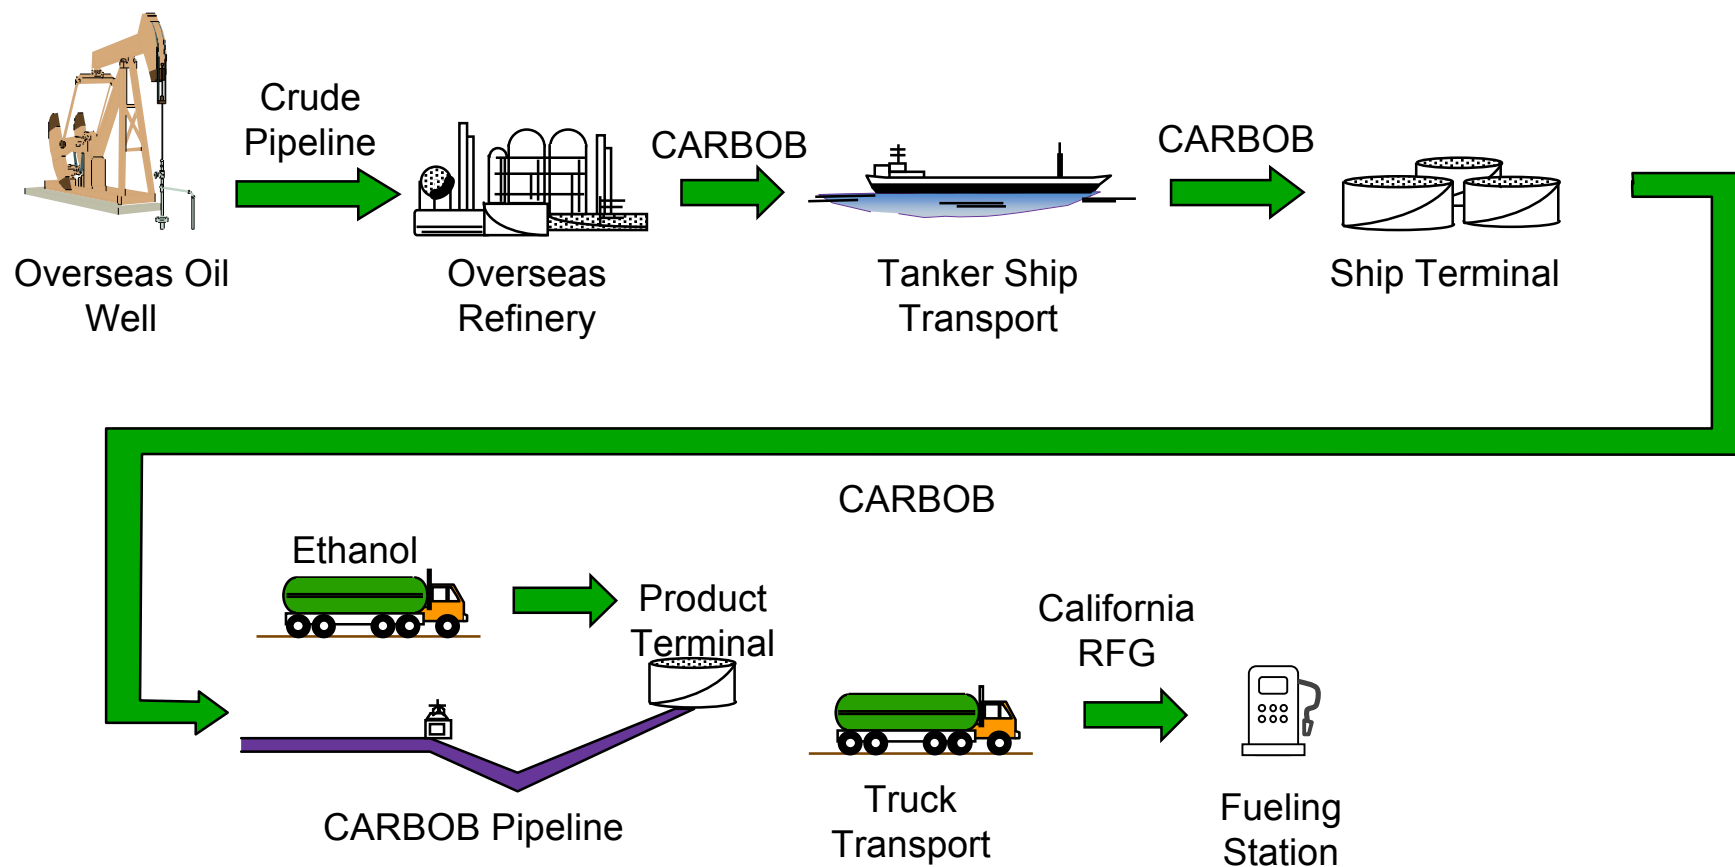 Crude
Pipeline
CARBOB
CARBOB
Overseas Oil
Well
Overseas
Refinery
Tanker Ship
Transport
Ship Terminal
CARBOB
Ethanol
Product
Terminal
California
RFG
CARBOB Pipeline
Truck
Transport
Fueling
Station